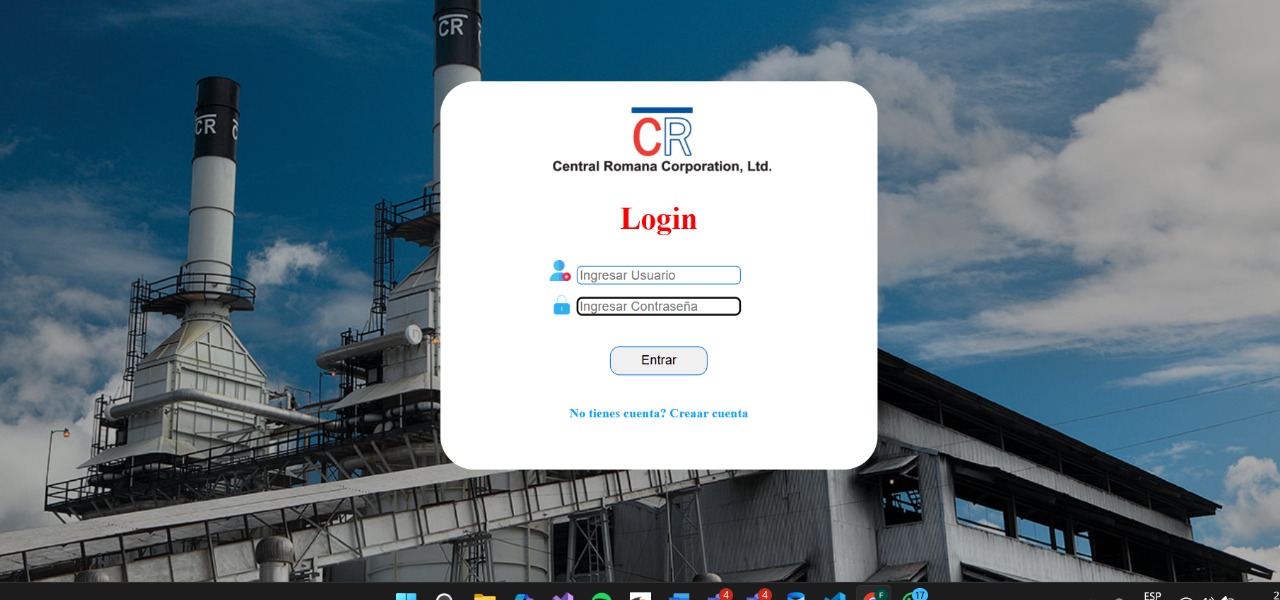 CR
CR
CR
Central Romana Corporation, Ltd.
Login
Ingresar Usuario
Ingresar Contraseña
Entrar
No tienes cuenta? Creaar cuenta
4
4
F
17
ESP